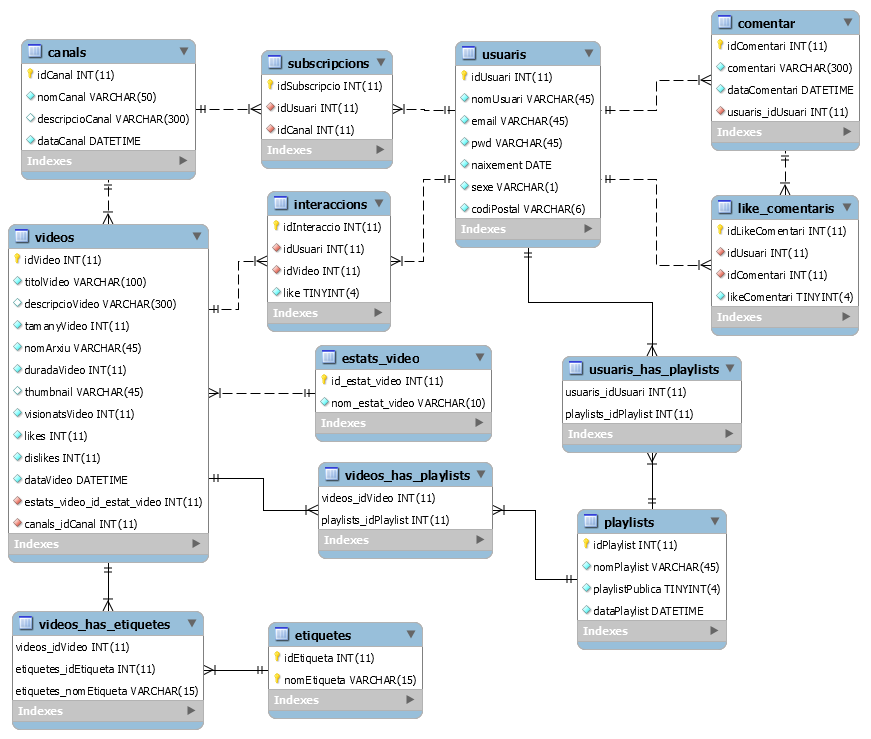 canals
idCanal INT(11)
nomCanal VARCHAR(50)
descripcioCanal VARCHAR(300)
dataCanal DATETIME
Indexes
subscripcions
idSubscripcio INT(11)
idUsuari INT(11)
idCanal INT(11)
Indexes
usuaris
idUsuari INT(11)
nomUsuari VARCHAR(45)
email VARCHAR(45)
pwd VARCHAR(45)
naixement DATE
sexe VARCHAR(1)
codiPostal VARCHAR(6)
Indexes
comentar
idComentari INT(11)
comentari VARCHAR(300)
dataComentari DATETIME
usuaris_idUsuari INT(11)
Indexes
interaccions
idInteraccio INT(11)
idUsuari INT(11)
idVideo INT(11)
like TINYINT(4)
Indexes
like_comentaris
idLikeComentari INT(11)
idUsuari INT(11)
idComentari INT(11)
likeComentari TINYINT(4)
Indexes
videos
idVideo INT(11)
titolVideo VARCHAR(100)
descripcioVideo VARCHAR(300)
tamanyVideo INT(11)
nomArxiu VARCHAR(45)
duradaVideo INT(11)
thumbnail VARCHAR(45)
visionatsVideo INT(11)
likes INT(11)
dislikes INT(11)
dataVideo DATETIME
estats_video_id_estat_video INT(11)
canals_idCanal INT(11)
Indexes
estats_video
id_estat_video INT(11)
nom_estat_video VARCHAR(10)
Indexes
usuaris_has_playlists
usuaris_idUsuari INT(11)
playlists_idPlaylist INT(11)
Indexes
videos_has_playlists
videos_idVideo INT(11)
playlists_idPlaylist INT(11)
Indexes
playlists
idPlaylist INT(11)
nomPlaylist VARCHAR(45)
playlistPublica TINYINT(4)
dataPlaylist DATETIME
Indexes
videos_has_etiquetes
videos_idVideo INT(11)
etiquetes_idEtiqueta INT(11)
etiquetes_nomEtiqueta VARCHAR(15)
Indexes
etiquetes
idEtiqueta INT(11)
nomEtiqueta VARCHAR(15)
Indexes